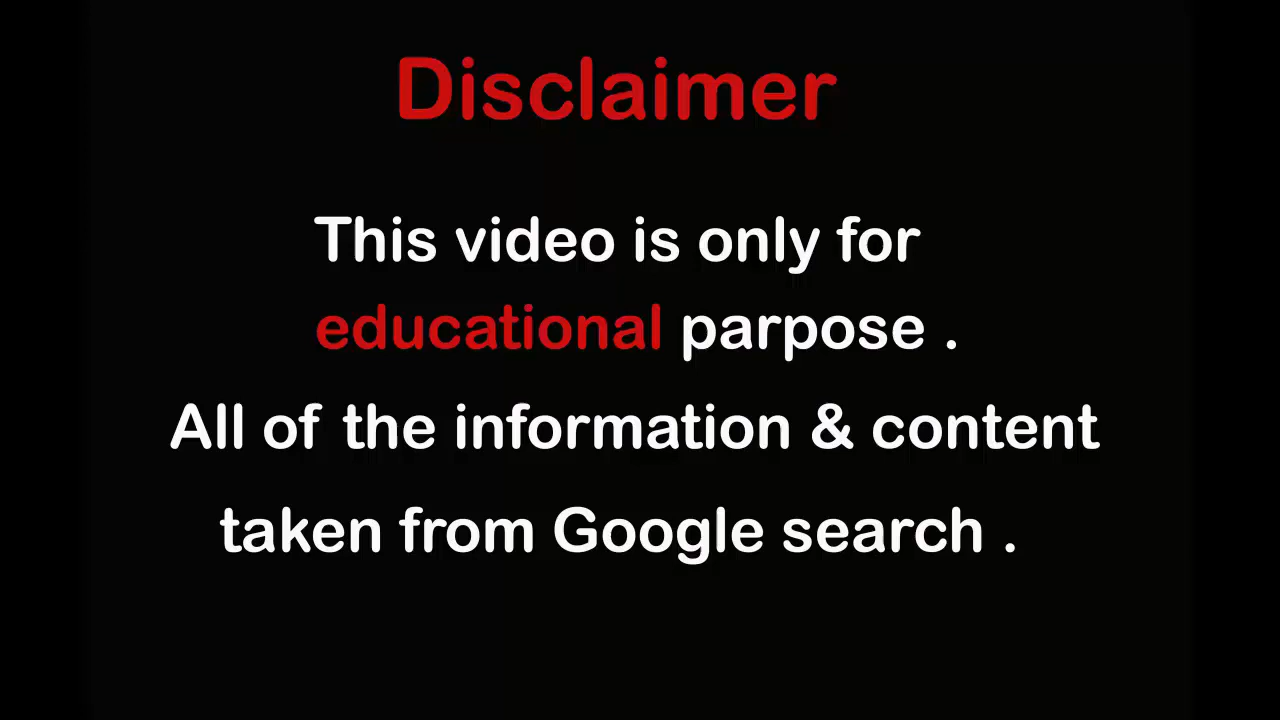 Disclaimer
This video is only for
educational parpose .
All of the information & content
taken from Google search .